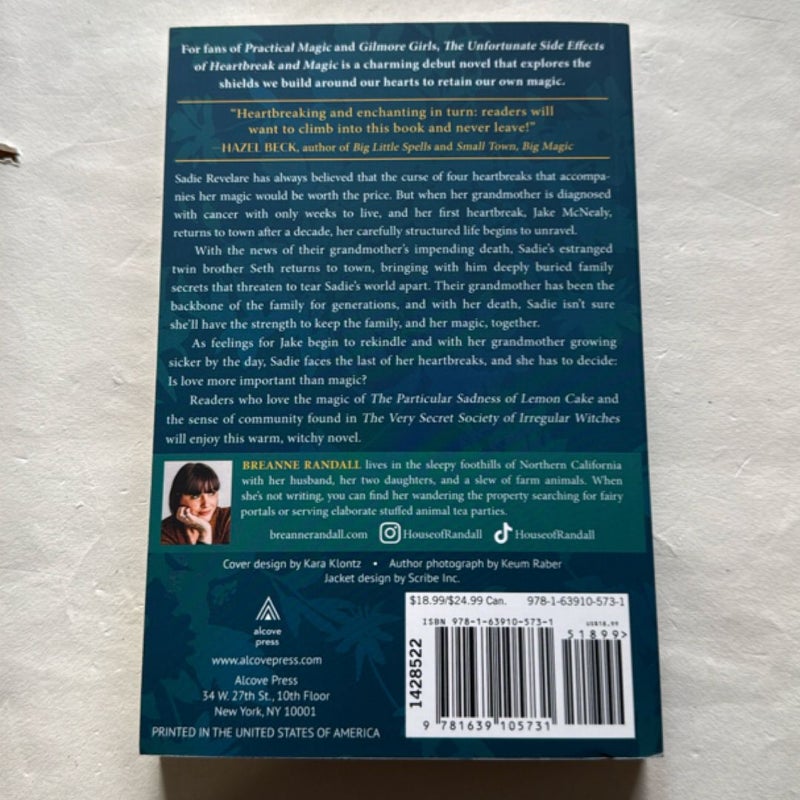 For fans of Practical Magic and Gilmore Girls, The Unfortunate Side Effects
of Heartbreak and Magic is a charming debut novel that explores the
shields we build around our hearts to retain our own magic.
“Heartbreaking and enchanting in turn: readers will
want to climb into this book and never leave!”
—HAZEL BECK, author of Big Little Spells and Small Town, Big Magic
Sadie Revelare has always believed that the curse of four heartbreaks that accompa-
nies her magic would be worth the price. But when her grandmother is diagnosed
with cancer with only weeks to live, and her first heartbreak, Jake McNealy,
returns to town after a decade, her carefully structured life begins to unravel.
With the news of their grandmother’s impending death, Sadie’s estranged
twin brother Seth returns to town, bringing with him deeply buried family
secrets that threaten to tear Sadie’s world apart. Their grandmother has been the
backbone of the family for generations, and with her death, Sadie isn’t sure
she’ll have the strength to keep the family, and her magic, together.
As feelings for Jake begin to rekindle and with her grandmother growing
sicker by the day, Sadie faces the last of her heartbreaks, and she has to decide:
Is love more important than magic?
Readers who love the magic of The Particular Sadness of Lemon Cake and
the sense of community found in The Very Secret Society of Irregular Witches
will enjoy this warm, witchy novel.
BREANNE RANDALL lives in the sleepy foothills of Northern California
with her husband, her two daughters, and a slew of farm animals. When
she’s not writing, you can find her wandering the property searching for fairy
portals or serving elaborate stuffed animal tea parties.
breannerandall.com HouseofRandall HouseofRandall
Cover design by Kara Klontz • Author photograph by Keum Raber
Jacket design by Scribe Inc.
alcove
press
www.alcovepress.com
Alcove Press
34 W. 27th St., 10th Floor
New York, NY 10001
PRINTED IN THE UNITED STATES OF AMERICA
$18.99/$24.99 Can. 978-1-63910-573-1
ISBN 978-1-63910-573-1
US$18.99
51899>
1428522
9 781639 105731